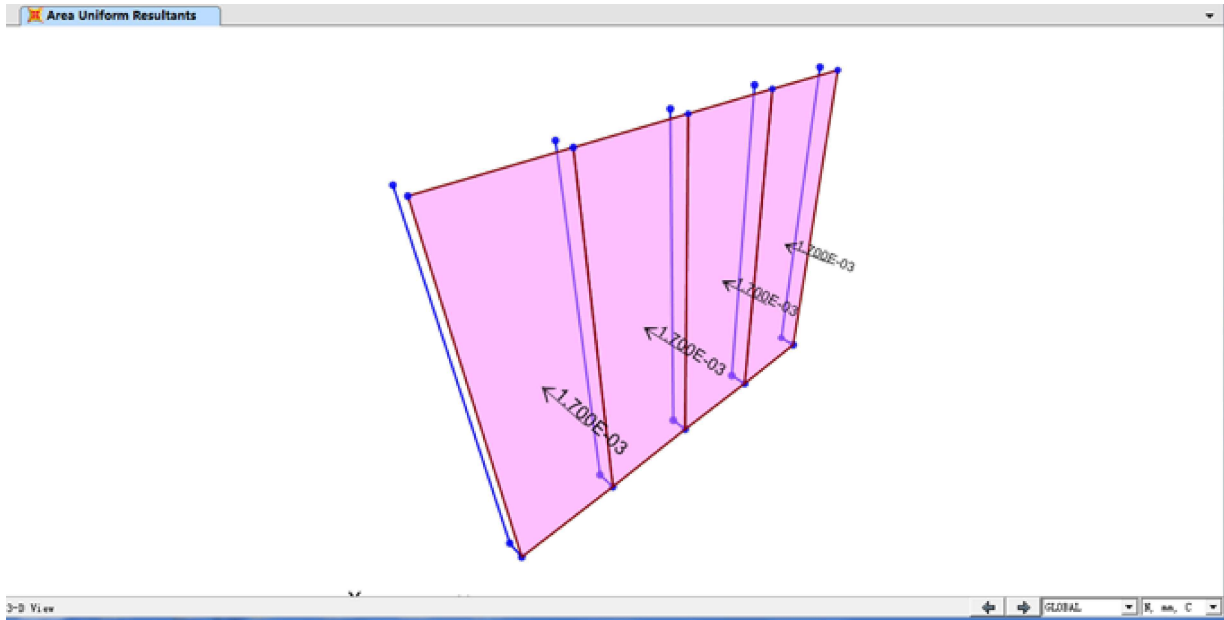 Area Uniform Resultants
1.700E-03
1.700E-03
1.700E-03
1.700E-03
3-D View
GLOBAL
N, mm, C